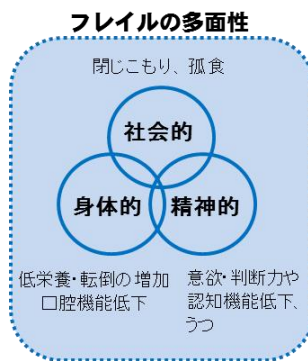 フレイルの多面性
閉じこもり、孤食
社会的
身体的
精神的
低栄養・転倒の増加
口腔機能低下
意欲・判断力や
認知機能低下、
うつ